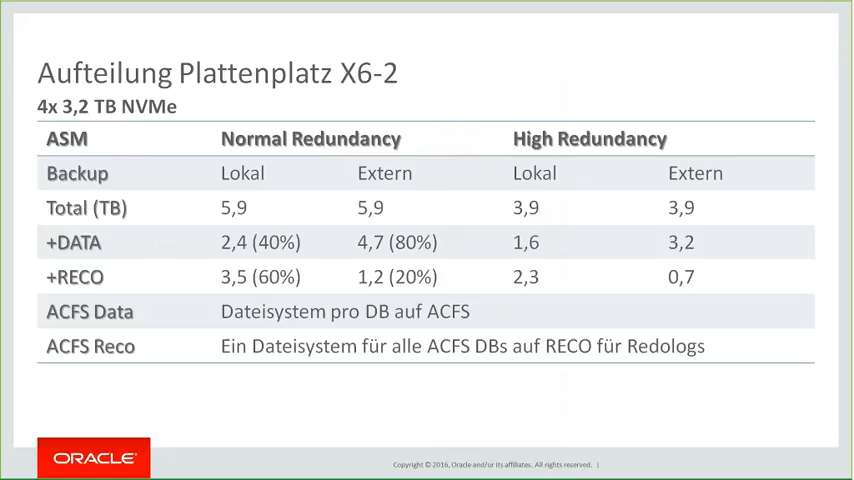 Aufteilung Plattenplatz X6-2
4x 3,2 TB NVMe
ASM Normal Redundancy High Redundancy
Backup Lokal Extern Lokal Extern
Total (TB) 5,9 5,9 3,9 3,9
+DATA 2,4 (40%) 4,7 (80%) 1,6 3,2
+RECO 3,5 (60%) 1,2 (20%) 2,3 0,7
ACFS Data Dateisystem pro DB auf ACFS
ACFS Reco Ein Dateisystem für alle ACFS DBs auf RECO für Redologs
ORACLE
Copyright © 2016, Oracle and/or its affiliates. All rights reserved. |